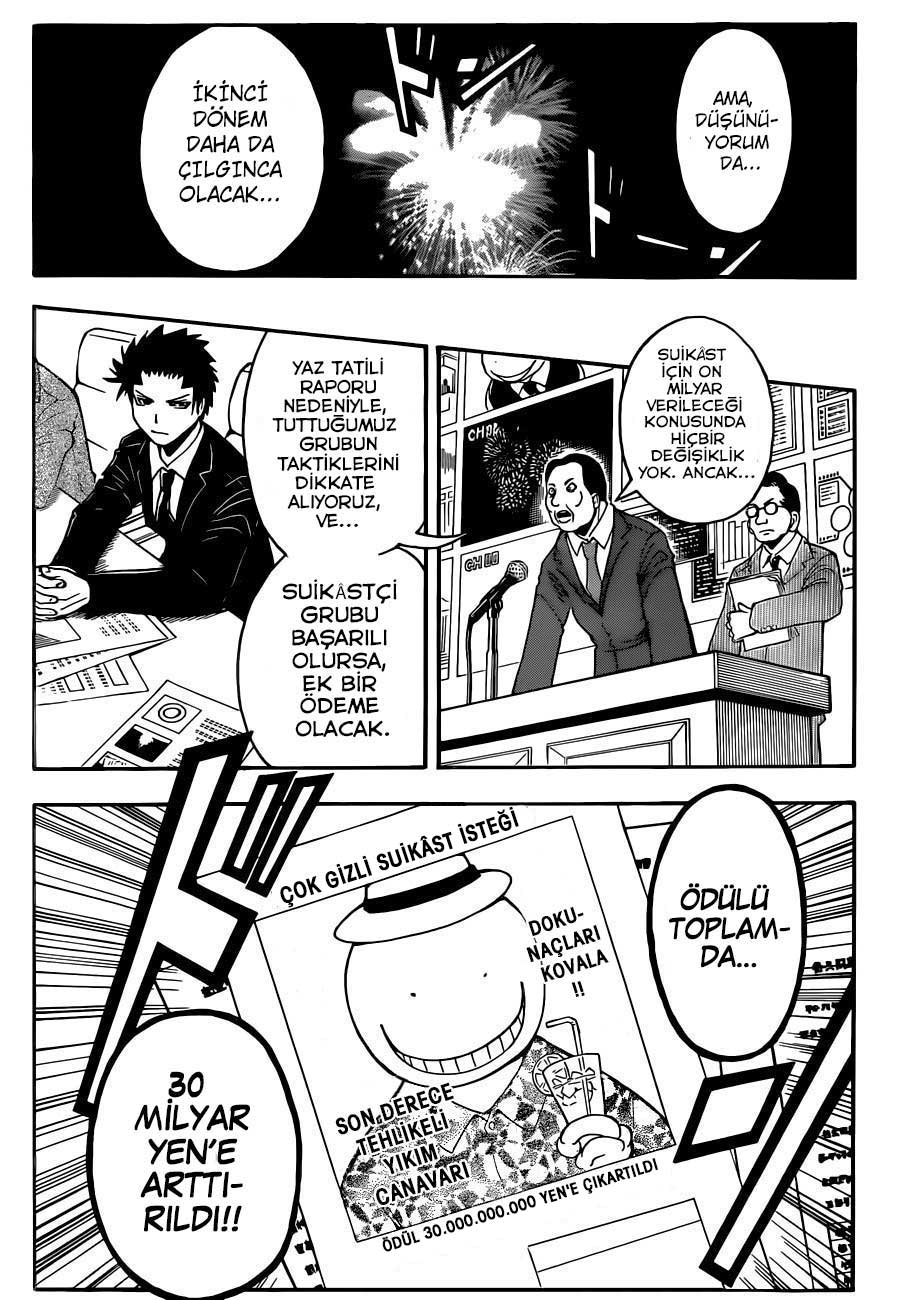 AMA,
DÜŞÜNÜ-
YORUM
DA...
İKİNCİ
DÖNEM
DAHA DA
ÇILGINCA
OLACAK...
SUİKÂST
İÇİN ON
MİLYAR
VERİLECEĞİ
KONUSUNDA
HİÇBİR
DEĞİŞİKLİK
YOK. ANCAK...
CH
CH
YAZ TATİLİ
RAPORU
NEDENİYLE,
TUTTUĞUMUZ
GRUBUN
TAKTİKLERİNİ
DİKKATE
ALIYORUZ,
VE...
SUİKÂSTÇİ
GRUBU
BAŞARILI
OLURSA,
EK BİR
ÖDEME
OLACAK.
ÖDÜLÜ
TOPLAM-
DA...
ÇOK GİZLİ SUİKÂST İSTEĞİ
DOKU-
NAÇLARI
KOVALA
!!
SON DERECE
TEHLİKELİ
YIKIM
CANAVARI
ÖDÜL 30.000.000.000 YEN'E ÇIKARTILDI
30
MİLYAR
YEN'E
ARTTI-
RILDI!!